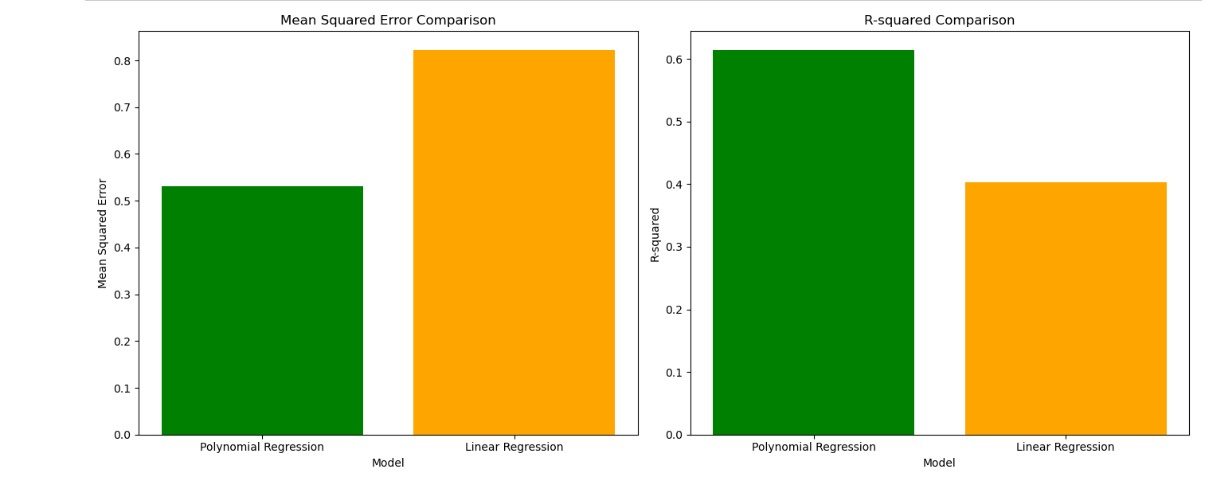 Mean Squared Error Comparison
0.8
0.7
0.6
0.5
0.4
0.3
0.2
0.1
0.0
Mean Squared Error
Polynomial Regression
Linear Regression
Model
R-squared Comparison
0.6
0.5
0.4
0.3
0.2
0.1
0.0
R-squared
Polynomial Regression
Linear Regression
Model